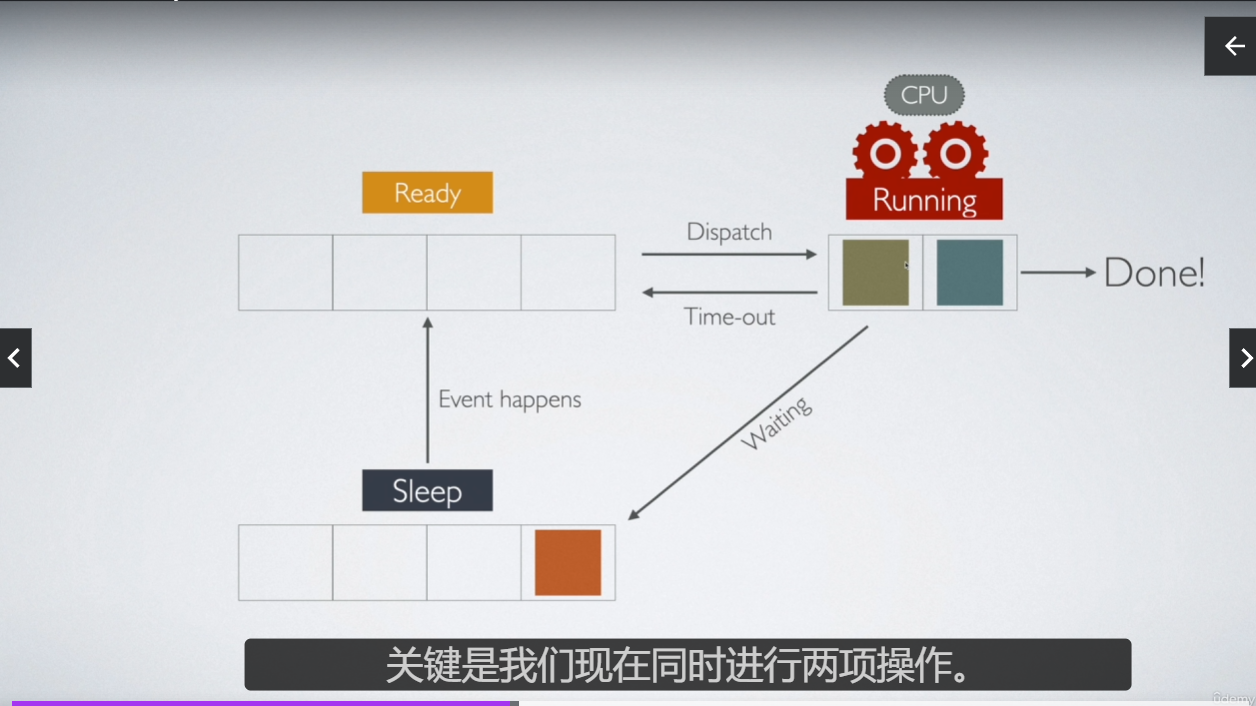 CPU
Ready
Running
Dispatch
Done!
Time-out
Event happens
Waiting
Sleep
关键是我们现在同时进行两项操作。
ûdemy